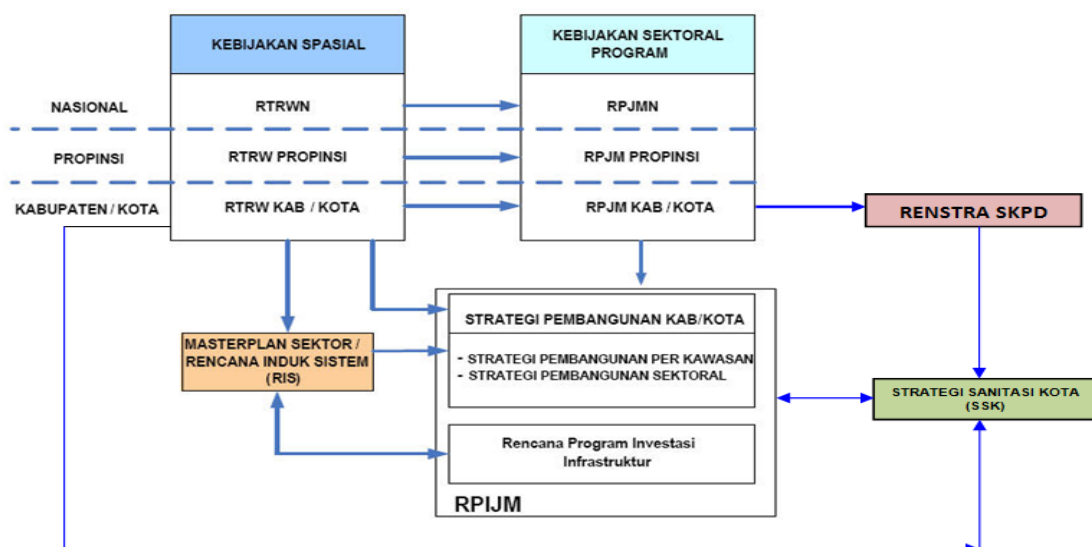 KEBIJAKAN SPASIAL
KEBIJAKAN SEKTORAL
PROGRAM
NASIONAL
RTRWN
RPJMN
PROPINSI
RTRW PROPINSI
RPJM PROPINSI
KABUPATEN / KOTA
RTRW KAB / KOTA
RPJM KAB / KOTA
RENSTRA SKPD
STRATEGI PEMBANGUNAN KAB/KOTA
MASTERPLAN SEKTOR /
RENCANA INDUK SISTEM
(RIS)
- STRATEGI PEMBANGUNAN PER KAWASAN
- STRATEGI PEMBANGUNAN SEKTORAL
STRATEGI SANITASI KOTA
(SSK)
Rencana Program Investasi
Infrastruktur
RPIJM